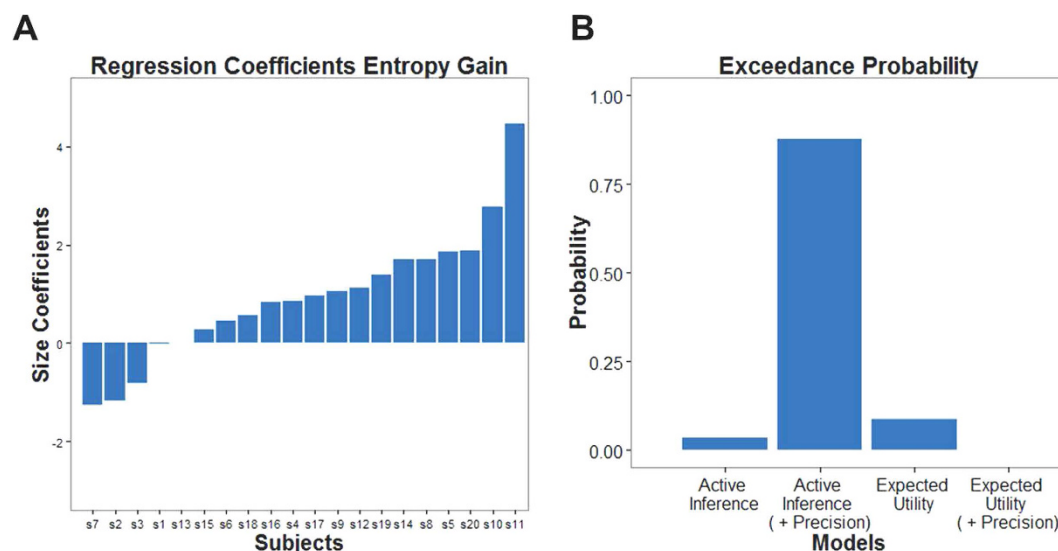 A
Regression Coefficients Entropy Gain
Size Coefficients
4
2
0
-2
s7 s2 s3 s1 s13 s15 s6 s18 s16 s4 s17 s9 s12 s19 s14 s8 s5 s20 s10 s11
Subjects
B
Exceedance Probability
Probability
1.00
0.75
0.50
0.25
0.00
Active
Inference
Active
Inference
( + Precision)
Expected
Utility
Expected
Utility
( + Precision)
Models